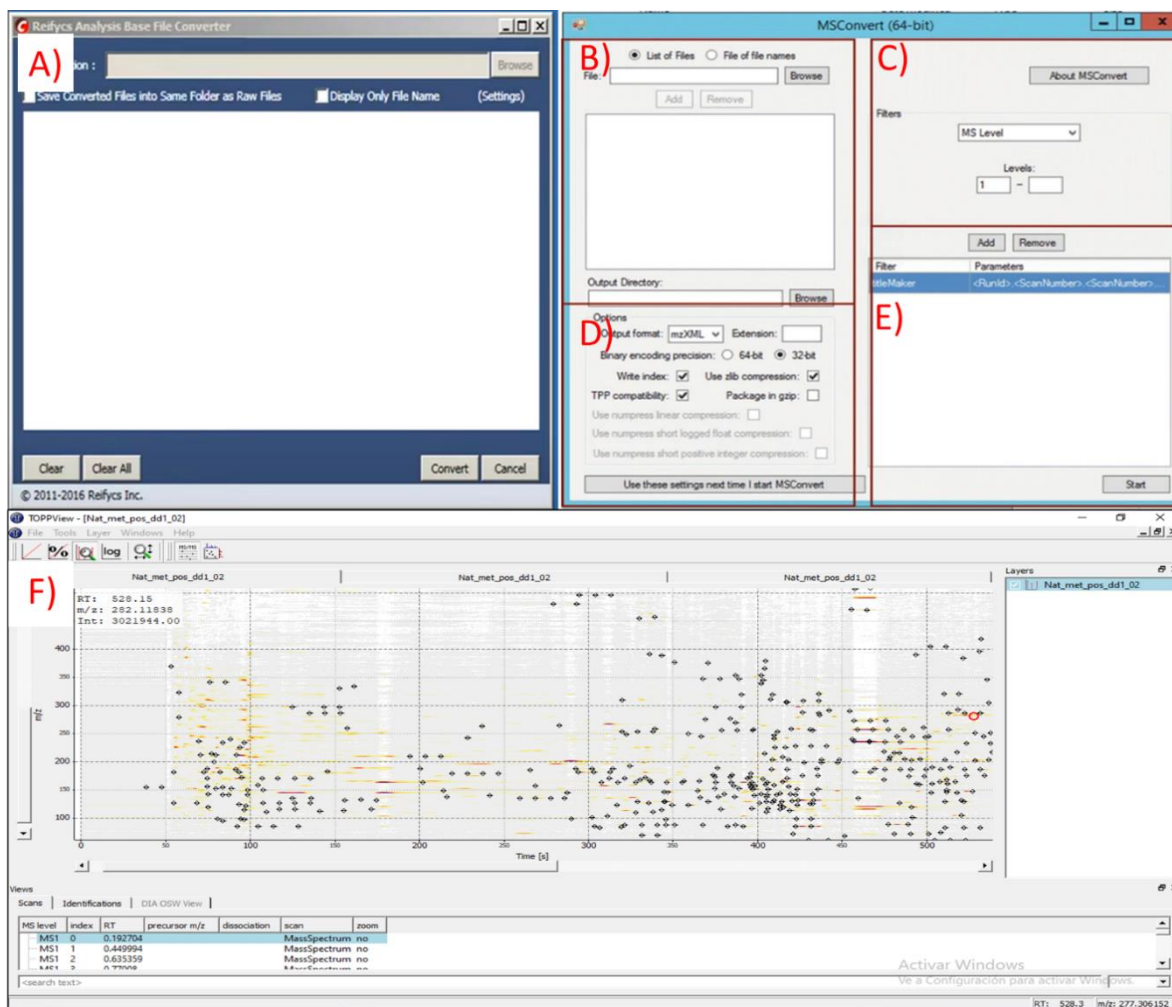 Reifycs Analysis Base File Converter
A)
Browse
Save Converted Files into Same Folder as Raw Files Display Only File Name (Settings)
Clear Clear All Convert Cancel
© 2011-2016 Reifycs Inc.
MSConvert (64-bit)
B)
List of Files File of file names
File: Browse
Add Remove
Output Directory:
Browse
C)
About MSConvert
Filters
MS Level
Levels:
1 -
D)
Options
Output format: mzXML Extension:
Binary encoding precision: 64-bit 32-bit
Write index: Use zlib compression:
TPP compatibility: Package in gzip:
Use numpress linear compression:
Use numpress short logged float compression:
Use numpress short positive integer compression:
Use these settings next time I start MSConvert
Add Remove
Filter Parameters
titleMaker <RunId>.<ScanNumber>.<ScanNumber>....
E)
Start
TOPPView - [Nat_met_pos_dd1_02]
File Tools Layer Windows Help
log
F)
Nat_met_pos_dd1_02 Nat_met_pos_dd1_02 Nat_met_pos_dd1_02
RT: 528.15
m/z: 282.11838
Int: 3021944.00
400
350
300
250
200
150
100
m/z
0 50 100 150 200 250 300 350 400 450 500
Time [s]
Layers
Nat_met_pos_dd1_02
Views
Scans Identifications DIA OSW View
MS level index RT precursor m/z dissociation scan zoom
MS1 0 0.192704 MassSpectrum no
MS1 1 0.449994 MassSpectrum no
MS1 2 0.635359 MassSpectrum no
MS1 3 0.77008 MassSpectrum no
<search text>
Activar Windows
Ve a Configuración para activar Windows.
RT: 528.3 m/z: 277.306152